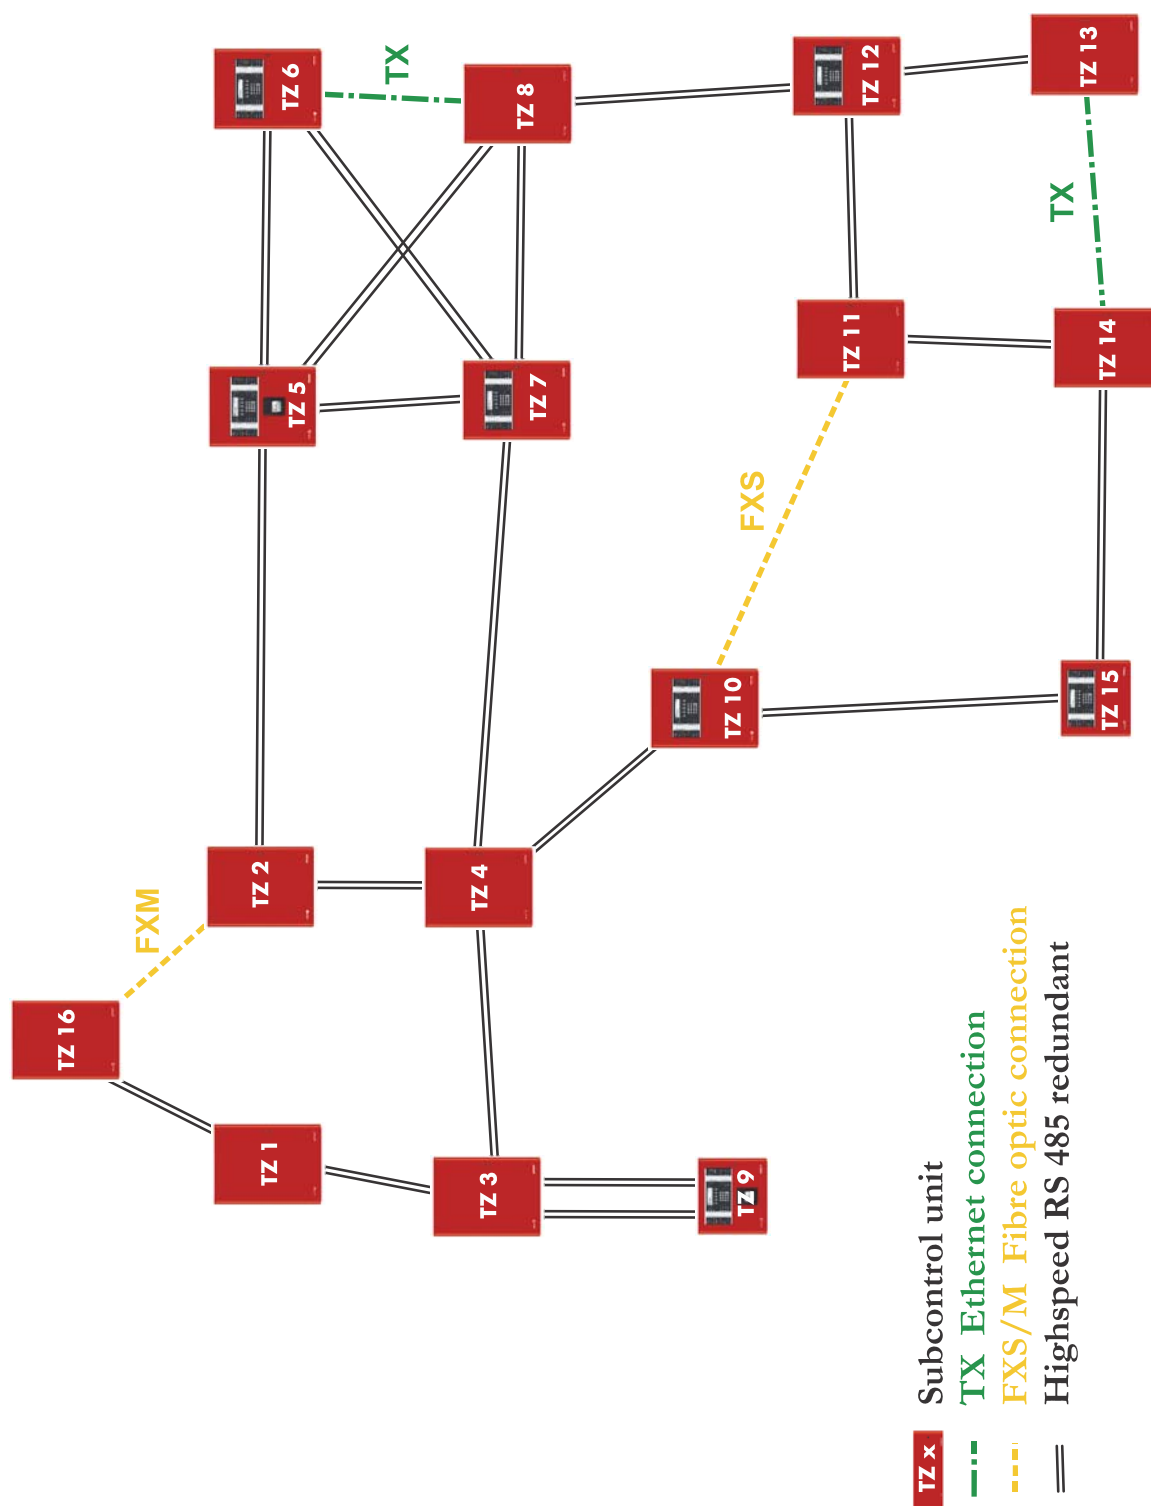 TZ 16
FXM
TZ 1
TZ 2
TZ 5
TZ 6
TX
TZ 3
TZ 4
TZ 7
TZ 8
TZ 9
TZ 10
FXS
TZ 11
TZ 12
TX
TZ 15
TZ 14
TZ 13
TZ x Subcontrol unit
TX Ethernet connection
FXS/M Fibre optic connection
Highspeed RS 485 redundant